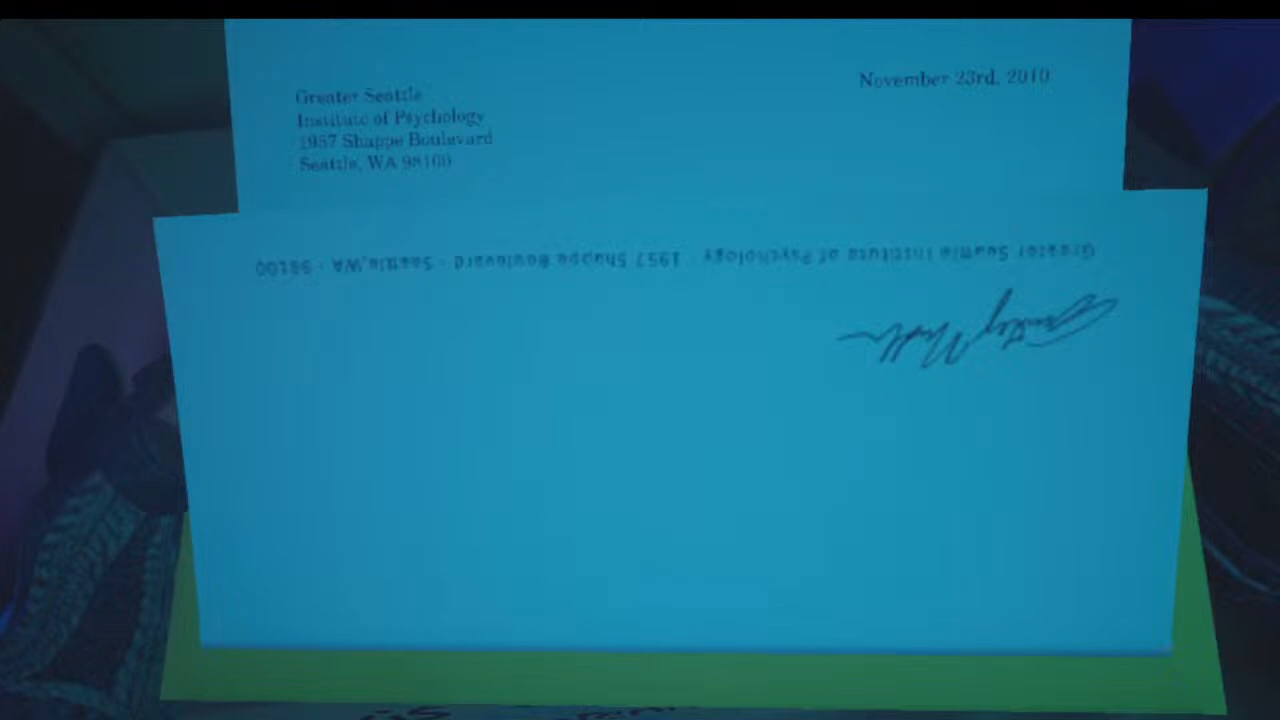 November 23rd, 2010
Greater Seattle
Institute of Psychology
1957 Shappe Boulevard
Seattle, WA 98100
Greater Seattle Institute of Psychology · 1957 Shappe Boulevard · Seattle, WA · 98100